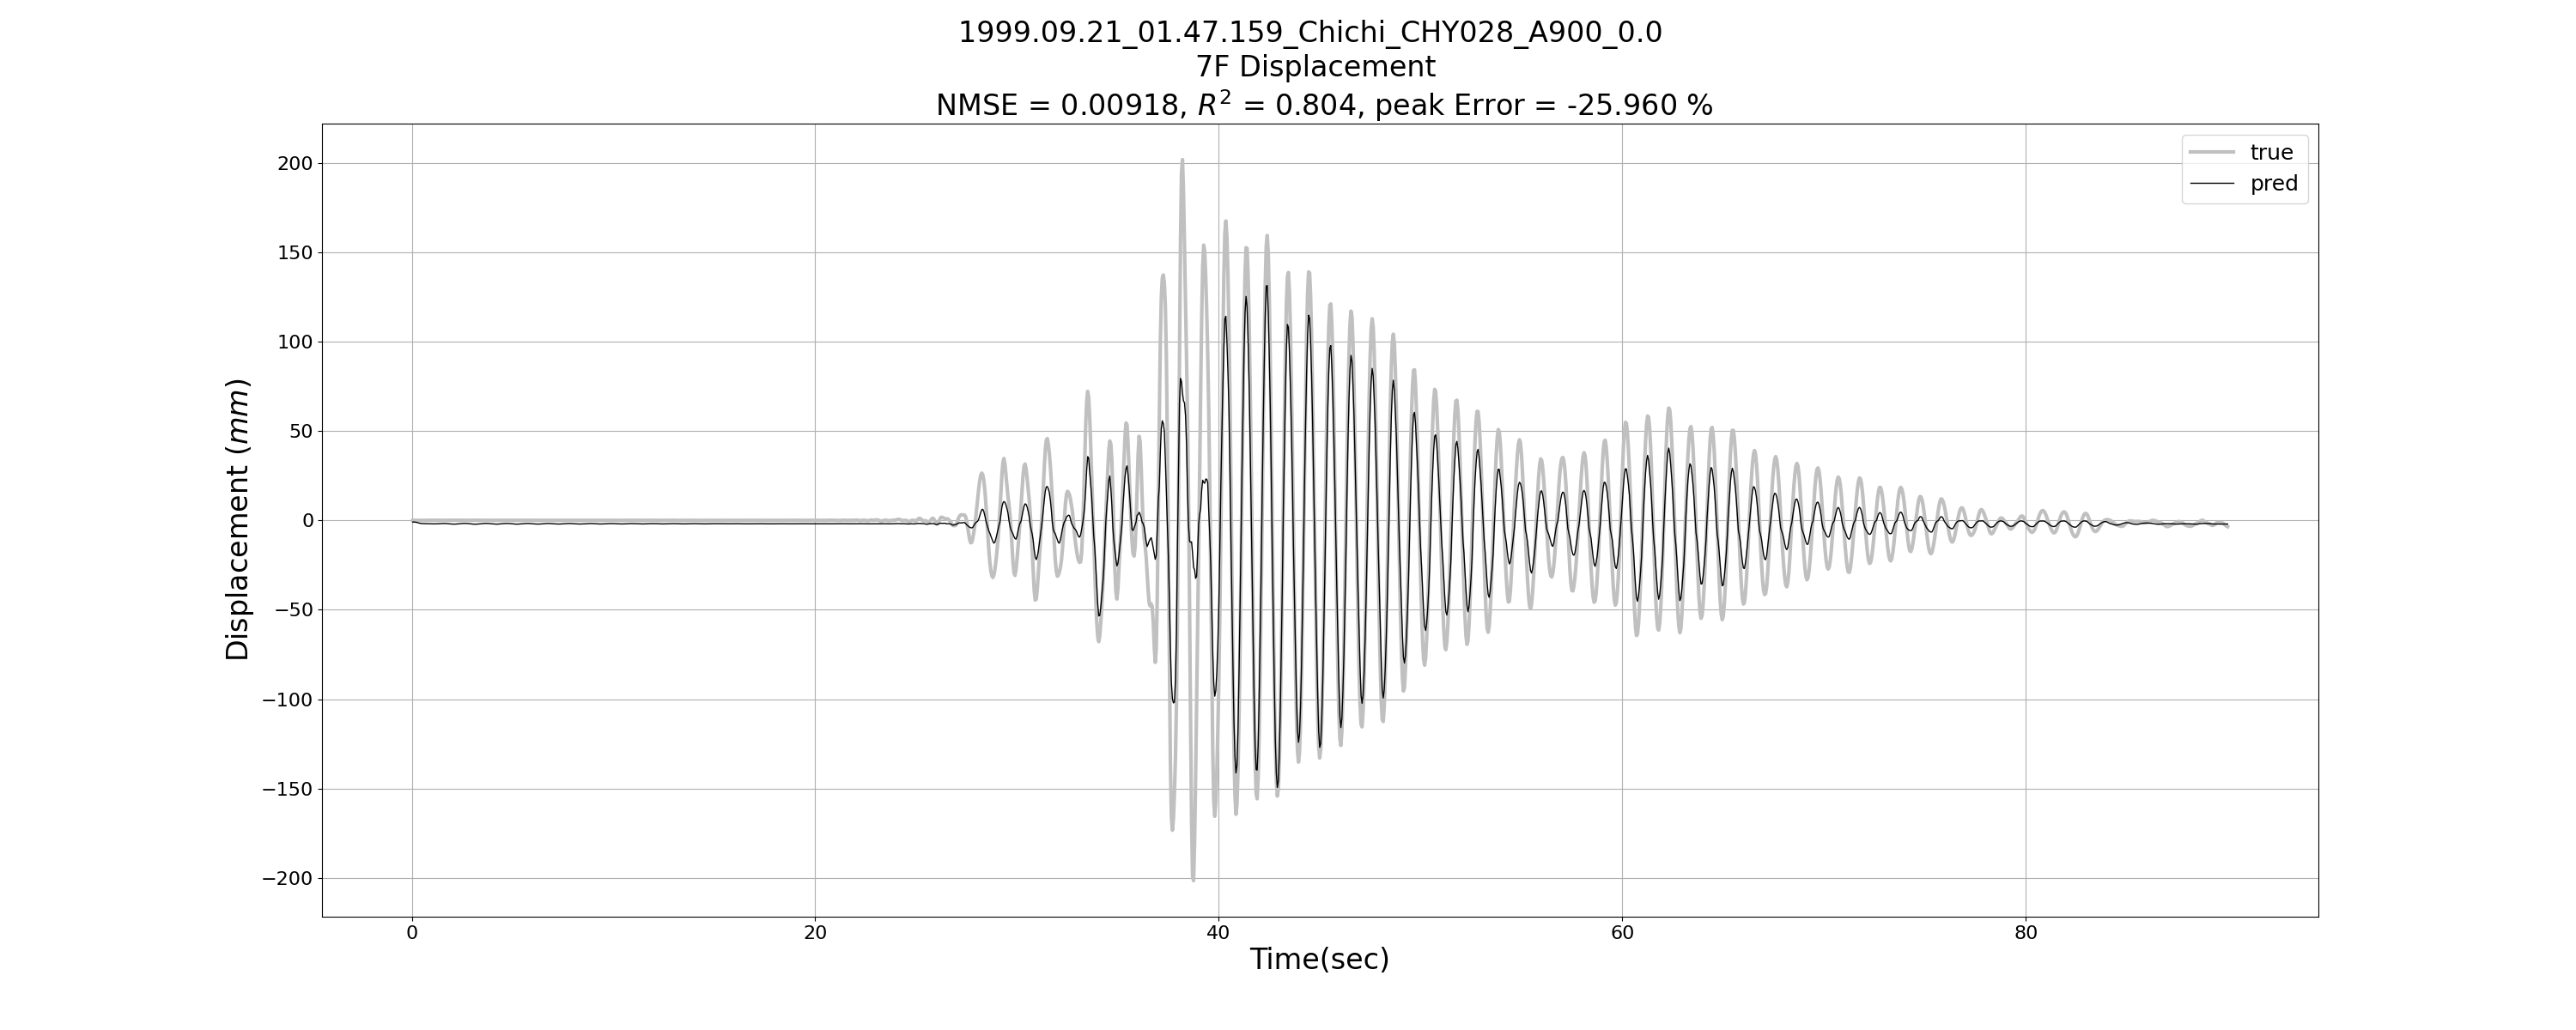 1999.09.21_01.47.159_Chichi_CHY028_A900_0.0
7F Displacement
NMSE = 0.00918, R² = 0.804, peak Error = -25.960 %
true
pred
200
150
100
50
0
−50
−100
−150
−200
Displacement (mm)
0 20 40 60 80
Time(sec)